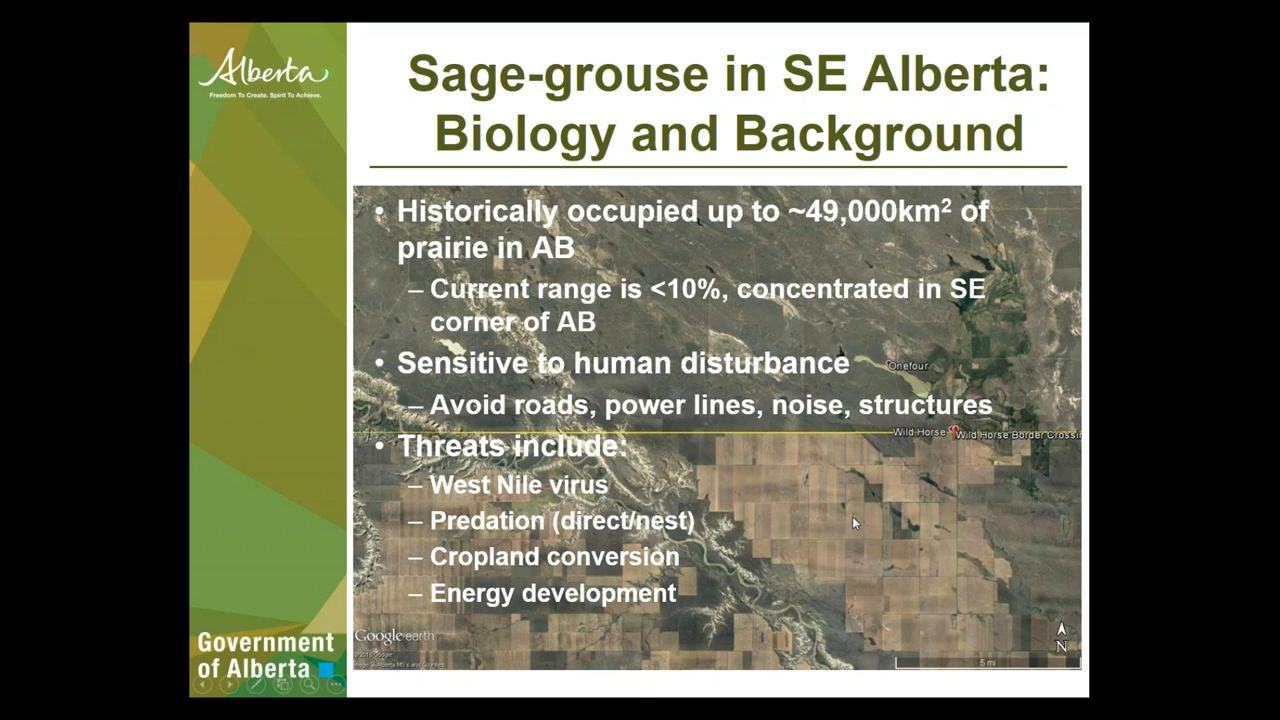 Alberta
Freedom To Create. Spirit To Achieve.
Sage-grouse in SE Alberta:
Biology and Background
• Historically occupied up to ~49,000km² of
prairie in AB
– Current range is <10%, concentrated in SE
corner of AB
• Sensitive to human disturbance
Onefour
– Avoid roads, power lines, noise, structures
Wild Horse
Wild Horse Border Crossi
• Threats include:
– West Nile virus
– Predation (direct/nest)
– Cropland conversion
– Energy development
Google earth
N
5 mi
Government
of Alberta